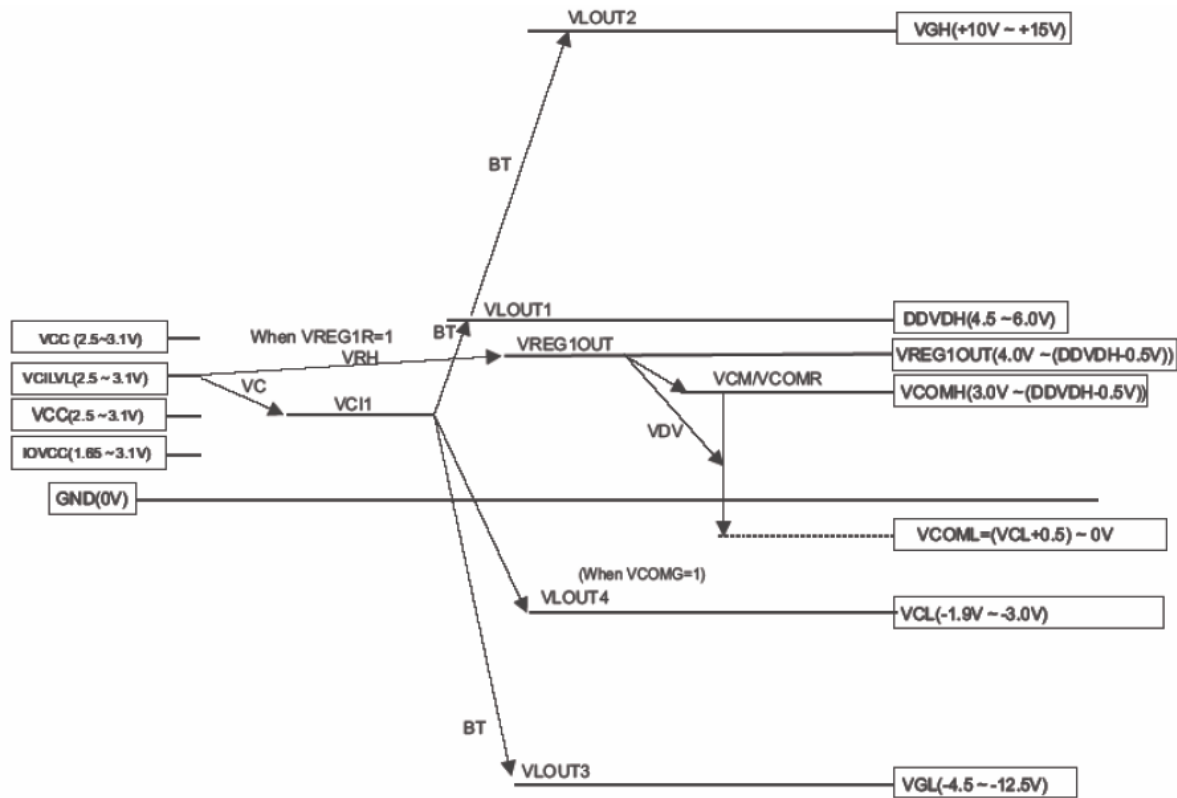 VLOUT2
VGH(+10V ~ +15V)
BT
VLOUT1
DDVDH(4.5 ~ 6.0V)
VCC (2.5~3.1V)
When VREG1R=1
BT
VREG1OUT
VREG1OUT(4.0V ~(DDVDH-0.5V))
VRH
VCILVL(2.5 ~ 3.1V)
VC
VCM/VCOMR
VCOMH(3.0V ~(DDVDH-0.5V))
VCI1
VCC(2.5 ~3.1V)
VDV
IOVCC(1.65 ~3.1V)
GND(0V)
VCOML=(VCL+0.5) ~ 0V
(When VCOMG=1)
VLOUT4
VCL(-1.9V ~ -3.0V)
BT
VLOUT3
VGL(-4.5 ~ -12.5V)